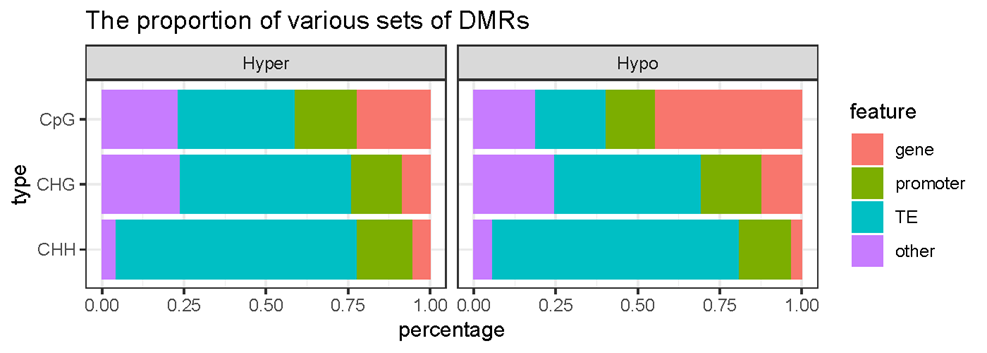 The proportion of various sets of DMRs
Hyper
Hypo
type
CpG
CHG
CHH
0.00 0.25 0.50 0.75 1.00
0.00 0.25 0.50 0.75 1.00
percentage
feature
gene
promoter
TE
other